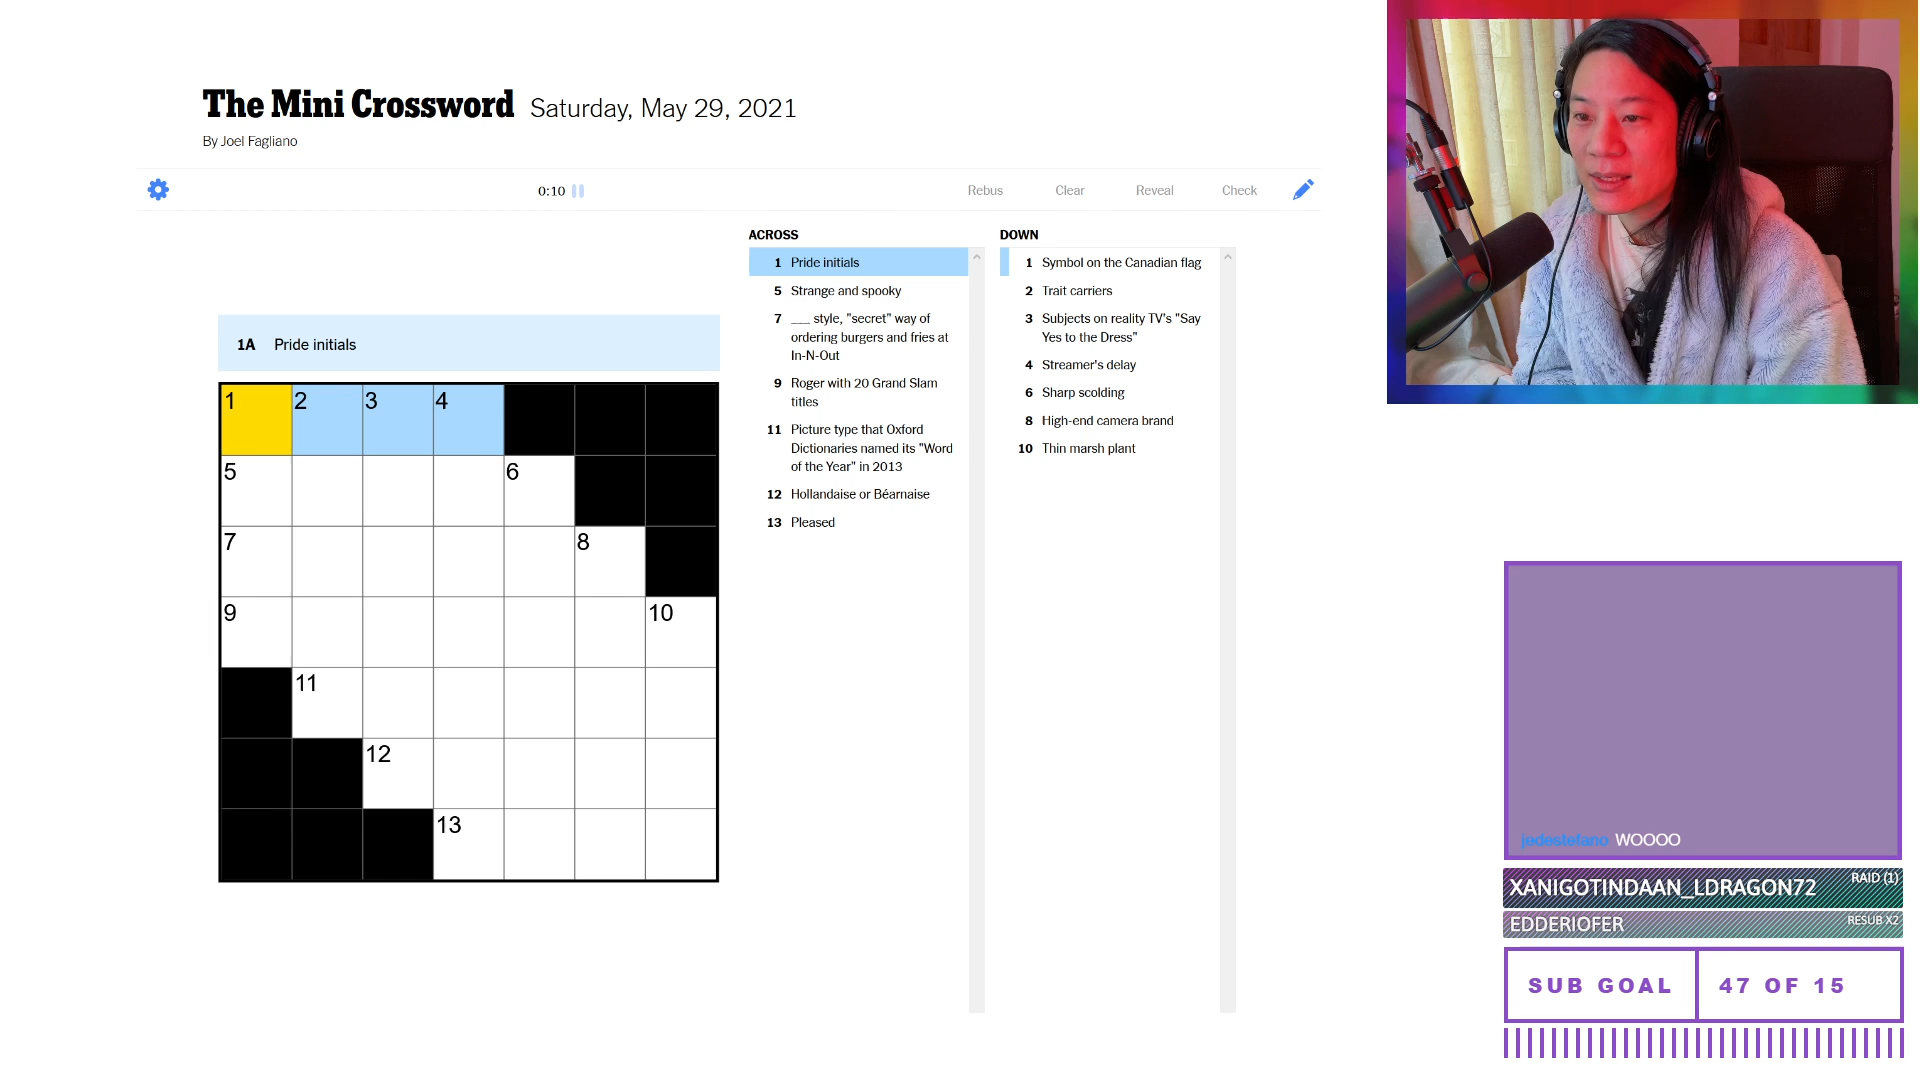 The Mini Crossword Saturday, May 29, 2021
By Joel Fagliano
0:10
Rebus Clear Reveal Check
1A Pride initials
1 2 3 4
5 6
7 8
9 10
11
12
13
ACROSS
1 Pride initials
5 Strange and spooky
7 ___ style, "secret" way of
ordering burgers and fries at
In-N-Out
9 Roger with 20 Grand Slam
titles
11 Picture type that Oxford
Dictionaries named its "Word
of the Year" in 2013
12 Hollandaise or Béarnaise
13 Pleased
DOWN
1 Symbol on the Canadian flag
2 Trait carriers
3 Subjects on reality TV's "Say
Yes to the Dress"
4 Streamer's delay
6 Sharp scolding
8 High-end camera brand
10 Thin marsh plant
jedestefano WOOOO
XANIGOTINDAAN_LDRAGON72 RAID (1)
EDDERIOFER RESUB X2
SUB GOAL 47 OF 15